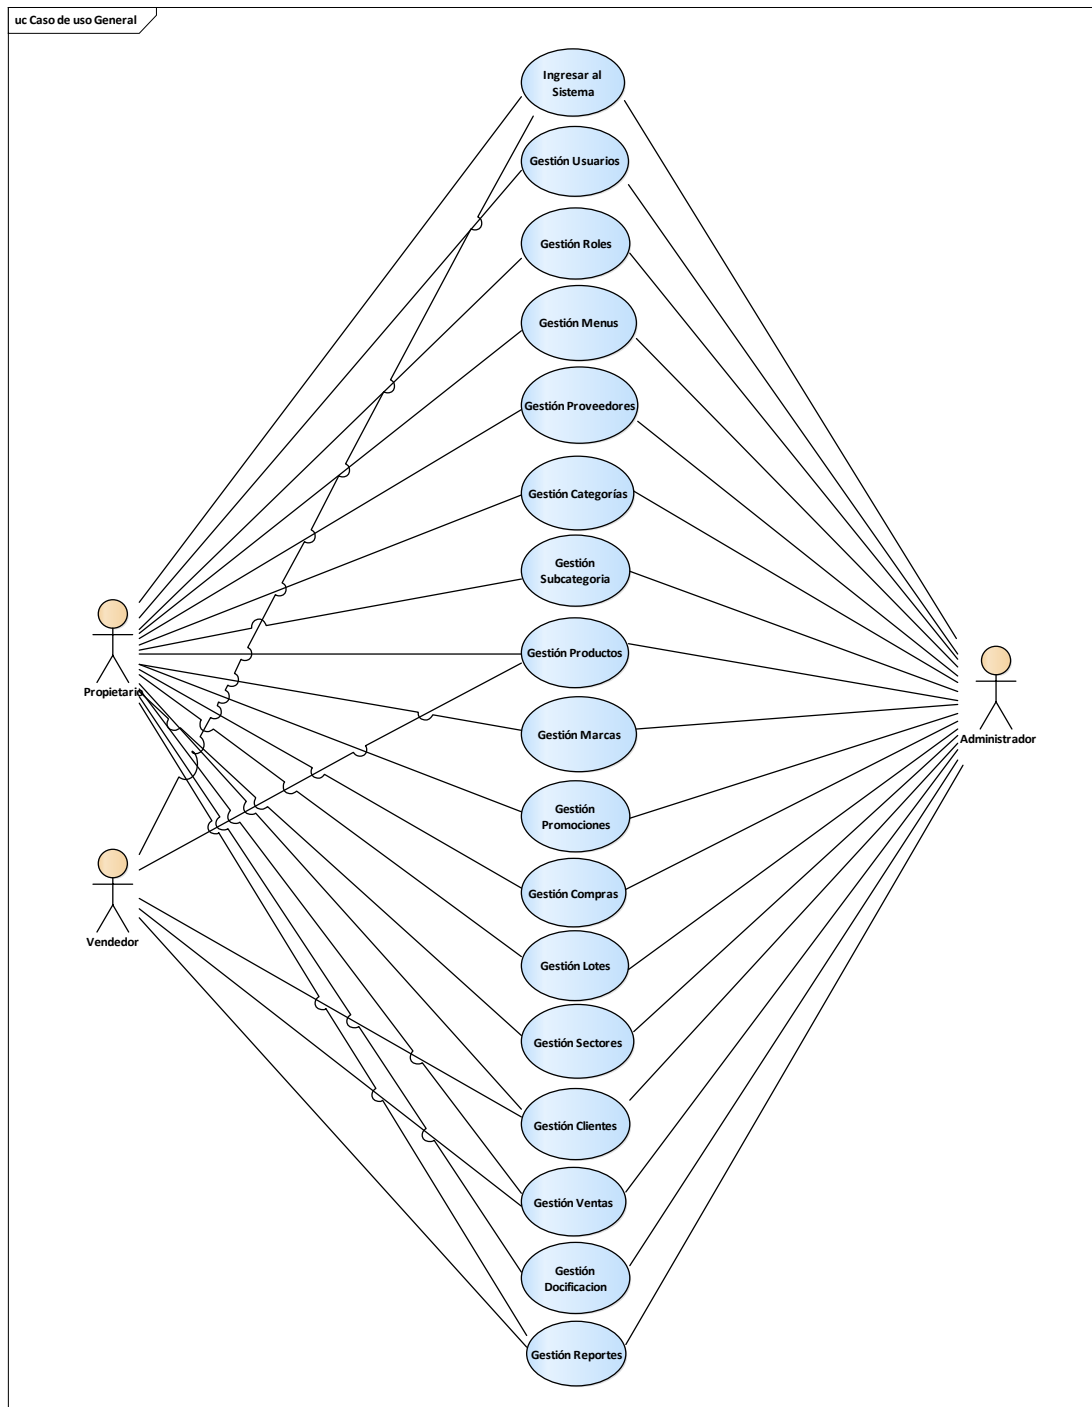 uc Caso de uso General
Ingresar al
Sistema
Gestión Usuarios
Gestión Roles
Gestión Menus
Gestión Proveedores
Gestión Categorías
Gestión
Subcategoria
Gestión Productos
Propietario
Administrador
Gestión Marcas
Gestión
Promociones
Gestión Compras
Vendedor
Gestión Lotes
Gestión Sectores
Gestión Clientes
Gestión Ventas
Gestión
Docificacion
Gestión Reportes